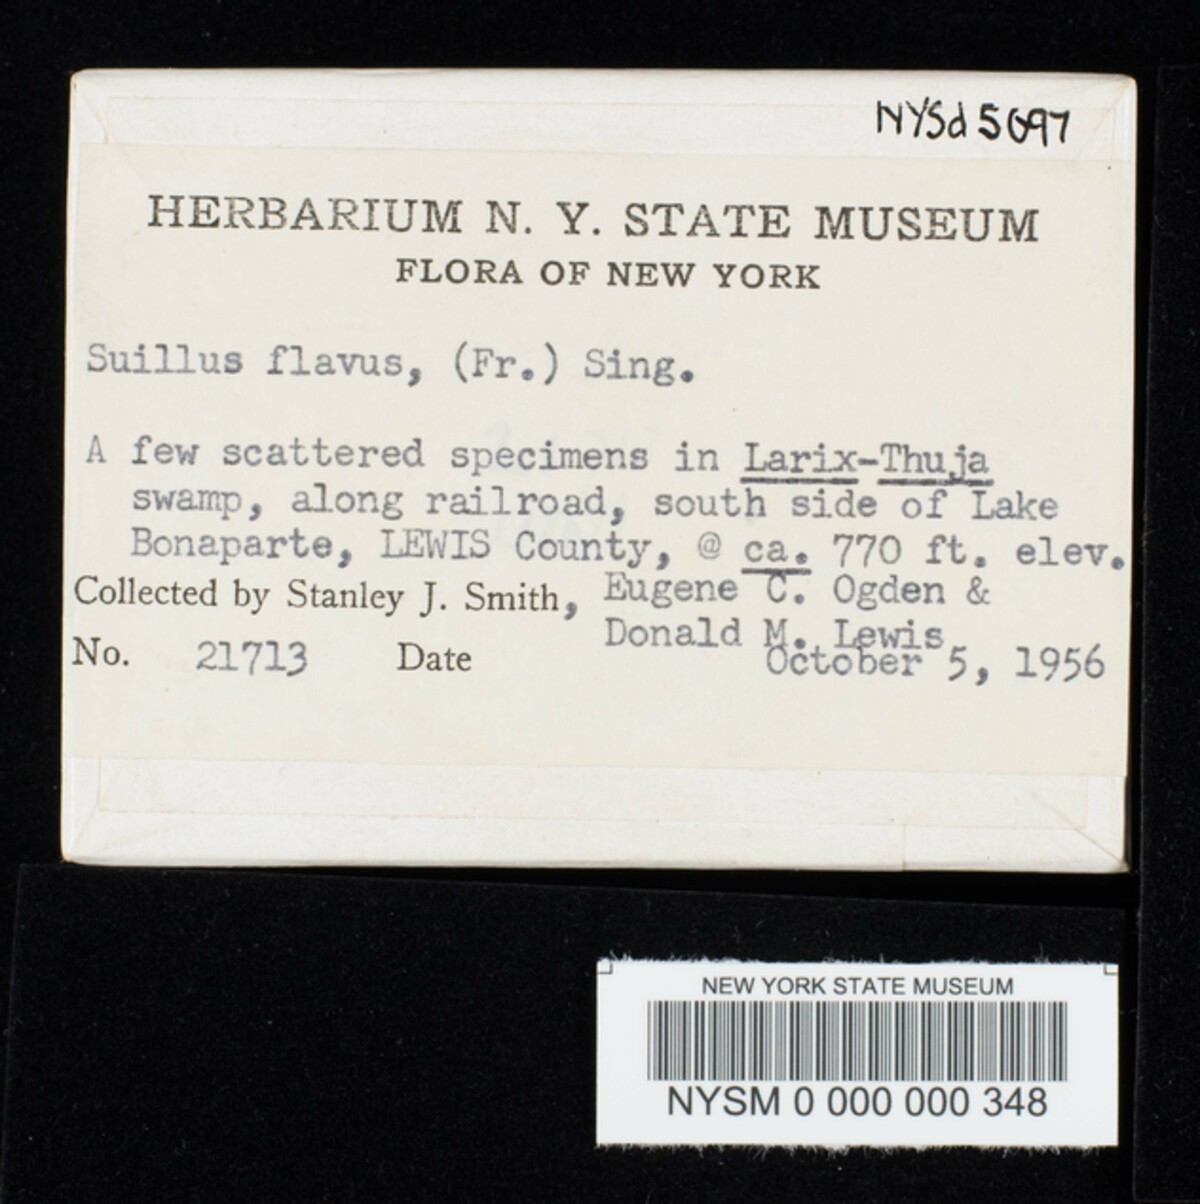 NYSd 5097
HERBARIUM N. Y. STATE MUSEUM
FLORA OF NEW YORK
Suillus flavus, (Fr.) Sing.
A few scattered specimens in Larix-Thuja
swamp, along railroad, south side of Lake
Bonaparte, LEWIS County, @ ca. 770 ft. elev.
Collected by Stanley J. Smith, Eugene C. Ogden &
Donald M. Lewis
No. 21713 Date October 5, 1956
NEW YORK STATE MUSEUM
NYSM 0 000 000 348